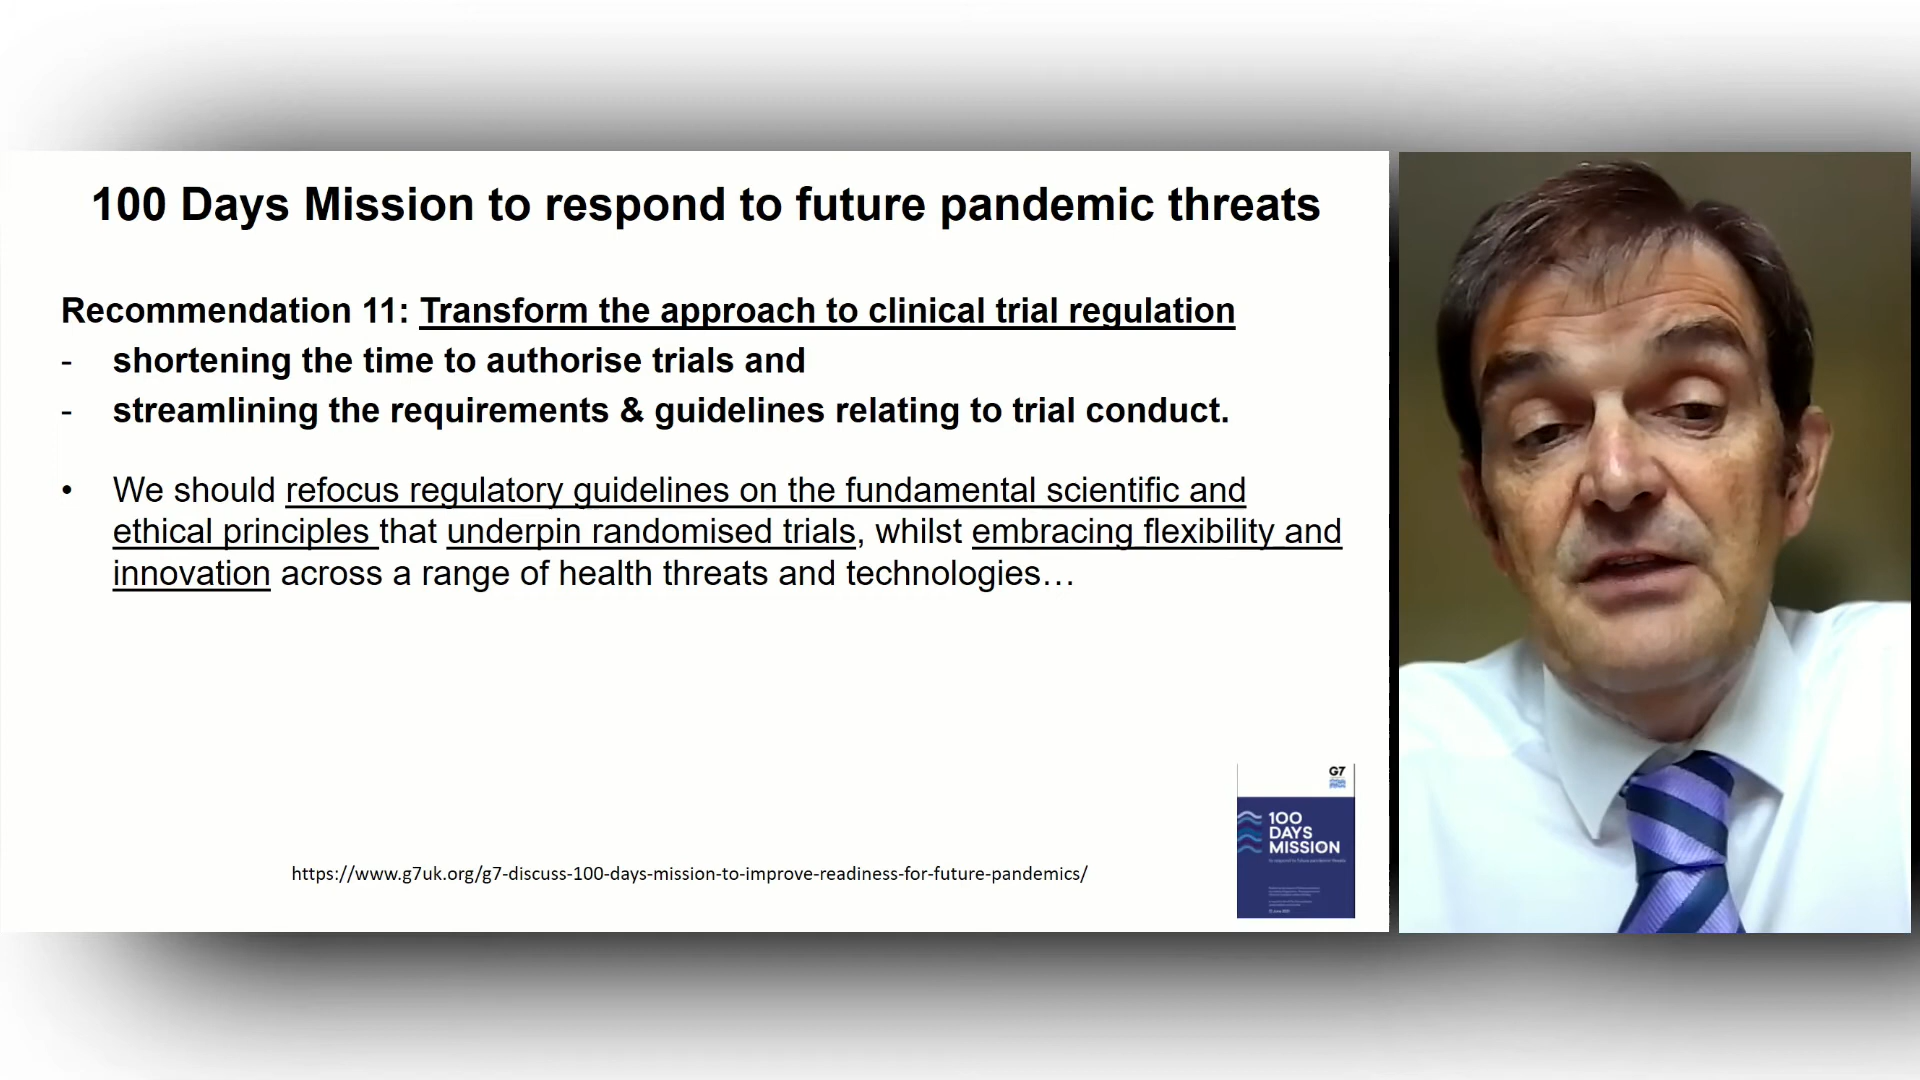 100 Days Mission to respond to future pandemic threats
Recommendation 11: Transform the approach to clinical trial regulation
- shortening the time to authorise trials and
- streamlining the requirements & guidelines relating to trial conduct.
• We should refocus regulatory guidelines on the fundamental scientific and
ethical principles that underpin randomised trials, whilst embracing flexibility and
innovation across a range of health threats and technologies…
G7
100
DAYS
MISSION
https://www.g7uk.org/g7-discuss-100-days-mission-to-improve-readiness-for-future-pandemics/